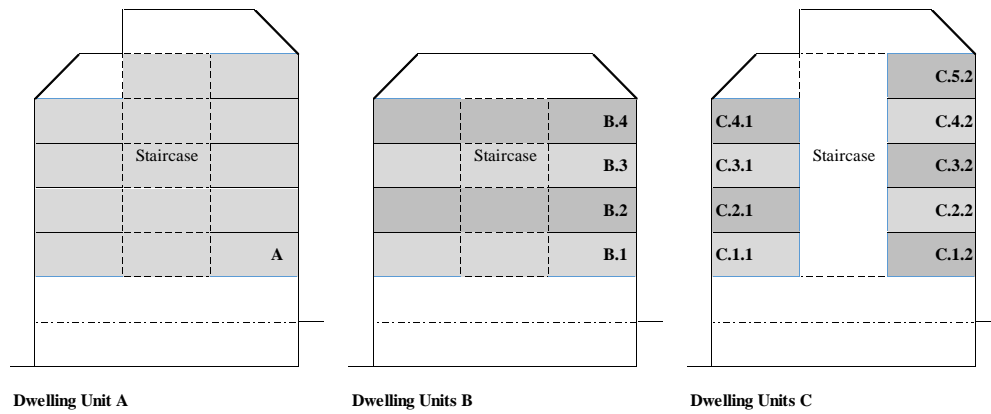 Staircase
A
Dwelling Unit A
B.4
Staircase
B.3
B.2
B.1
Dwelling Units B
C.5.2
C.4.1
C.4.2
Staircase
C.3.1
C.3.2
C.2.1
C.2.2
C.1.1
C.1.2
Dwelling Units C